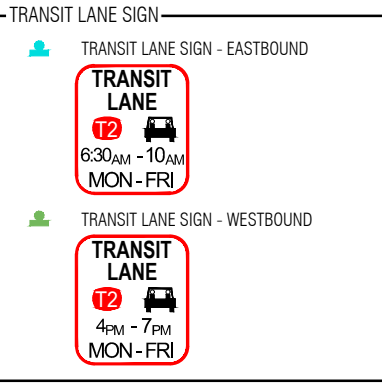 TRANSIT LANE SIGN
TRANSIT LANE SIGN - EASTBOUND
TRANSIT
LANE
T2
6:30AM - 10AM
MON - FRI
TRANSIT LANE SIGN - WESTBOUND
TRANSIT
LANE
T2
4PM - 7PM
MON - FRI